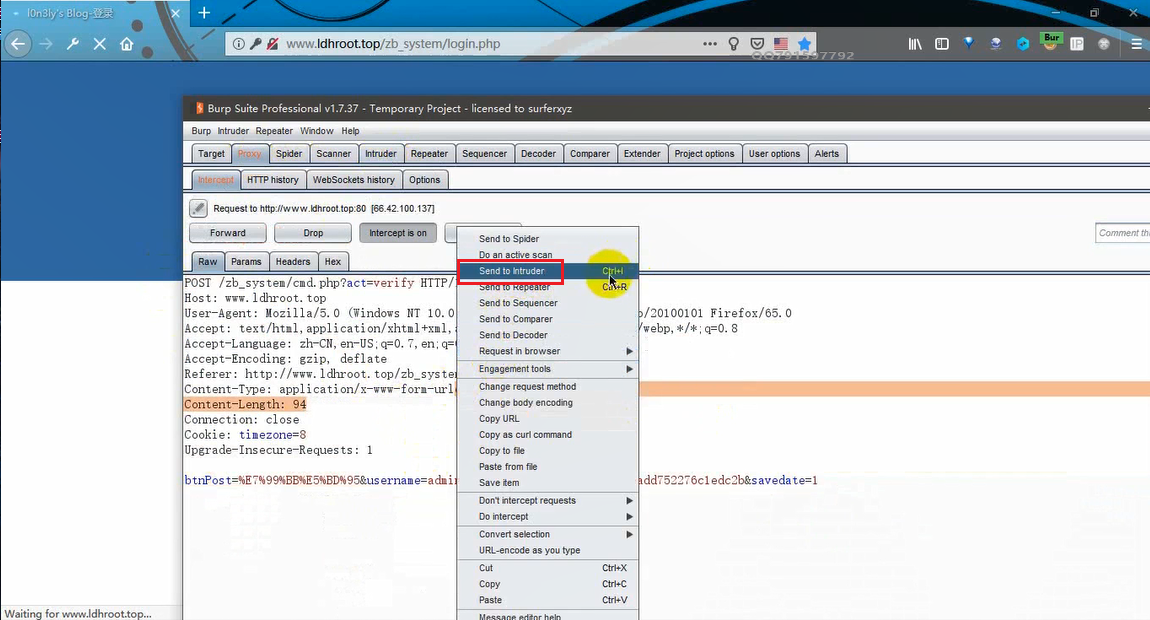 l0n3ly's Blog-登录
www.ldhroot.top/zb_system/login.php
Bur
IP
QQ791597792
Burp Suite Professional v1.7.37 - Temporary Project - licensed to surferxyz
Burp Intruder Repeater Window Help
Target Proxy Spider Scanner Intruder Repeater Sequencer Decoder Comparer Extender Project options User options Alerts
Intercept HTTP history WebSockets history Options
Request to http://www.ldhroot.top:80 [66.42.100.137]
Forward Drop Intercept is on
Comment th
Raw Params Headers Hex
POST /zb_system/cmd.php?act=verify HTTP/
Host: www.ldhroot.top
User-Agent: Mozilla/5.0 (Windows NT 10.0 o/20100101 Firefox/65.0
Accept: text/html,application/xhtml+xml,a /webp,*/*;q=0.8
Accept-Language: zh-CN,en-US;q=0.7,en;q=
Accept-Encoding: gzip, deflate
Referer: http://www.ldhroot.top/zb_syste
Content-Type: application/x-www-form-url
Content-Length: 94
Connection: close
Cookie: timezone=8
Upgrade-Insecure-Requests: 1
btnPost=%E7%99%BB%E5%BD%95&username=admin add752276c1edc2b&savedate=1
Send to Spider
Do an active scan
Send to Intruder Ctrl+I
Send to Repeater Ctrl+R
Send to Sequencer
Send to Comparer
Send to Decoder
Request in browser
Engagement tools
Change request method
Change body encoding
Copy URL
Copy as curl command
Copy to file
Paste from file
Save item
Don't intercept requests
Do intercept
Convert selection
URL-encode as you type
Cut Ctrl+X
Copy Ctrl+C
Paste Ctrl+V
Message editor help
Waiting for www.ldhroot.top...